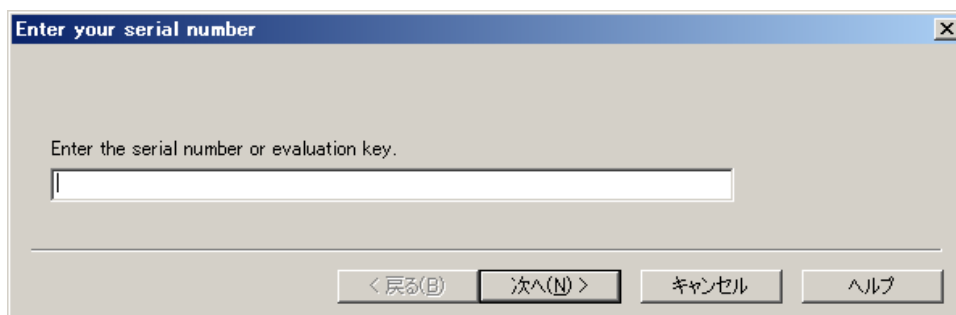 Enter your serial number
Enter the serial number or evaluation key.
< 戻る(B) 次へ(N) > キャンセル ヘルプ